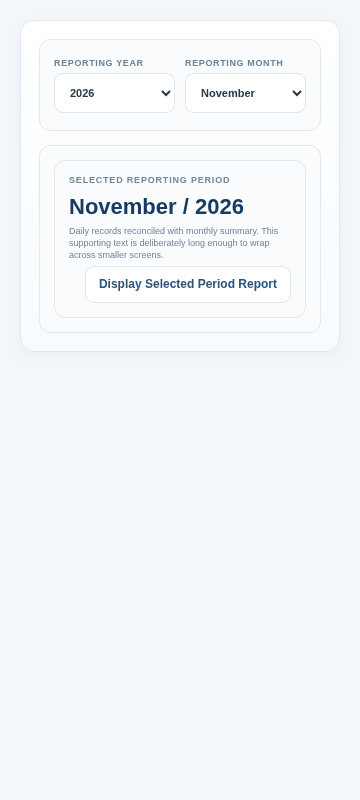 REPORTING YEAR
REPORTING MONTH
2026
November
SELECTED REPORTING PERIOD
November / 2026
Daily records reconciled with monthly summary. This
supporting text is deliberately long enough to wrap
across smaller screens.
Display Selected Period Report